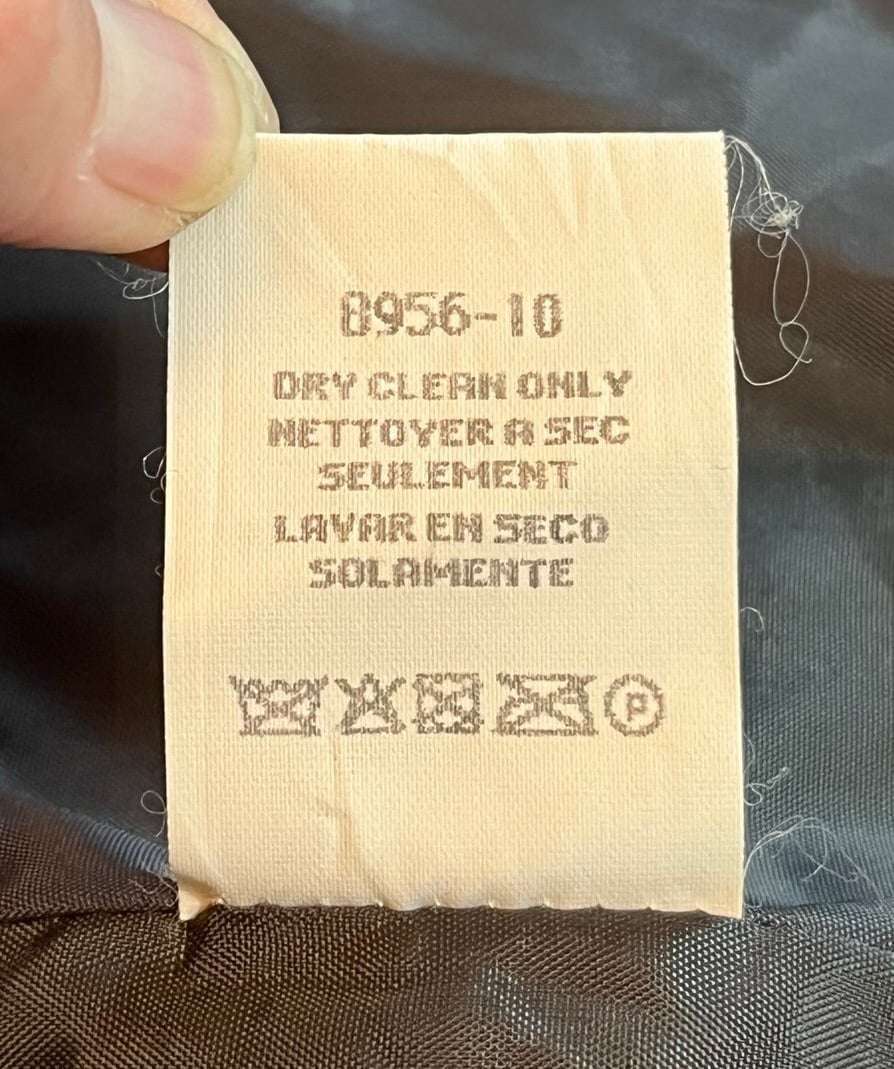 8956-10
DRY CLEAN ONLY
NETTOYER A SEC
SEULEMENT
LAVAR EN SECO
SOLAMENTE
P